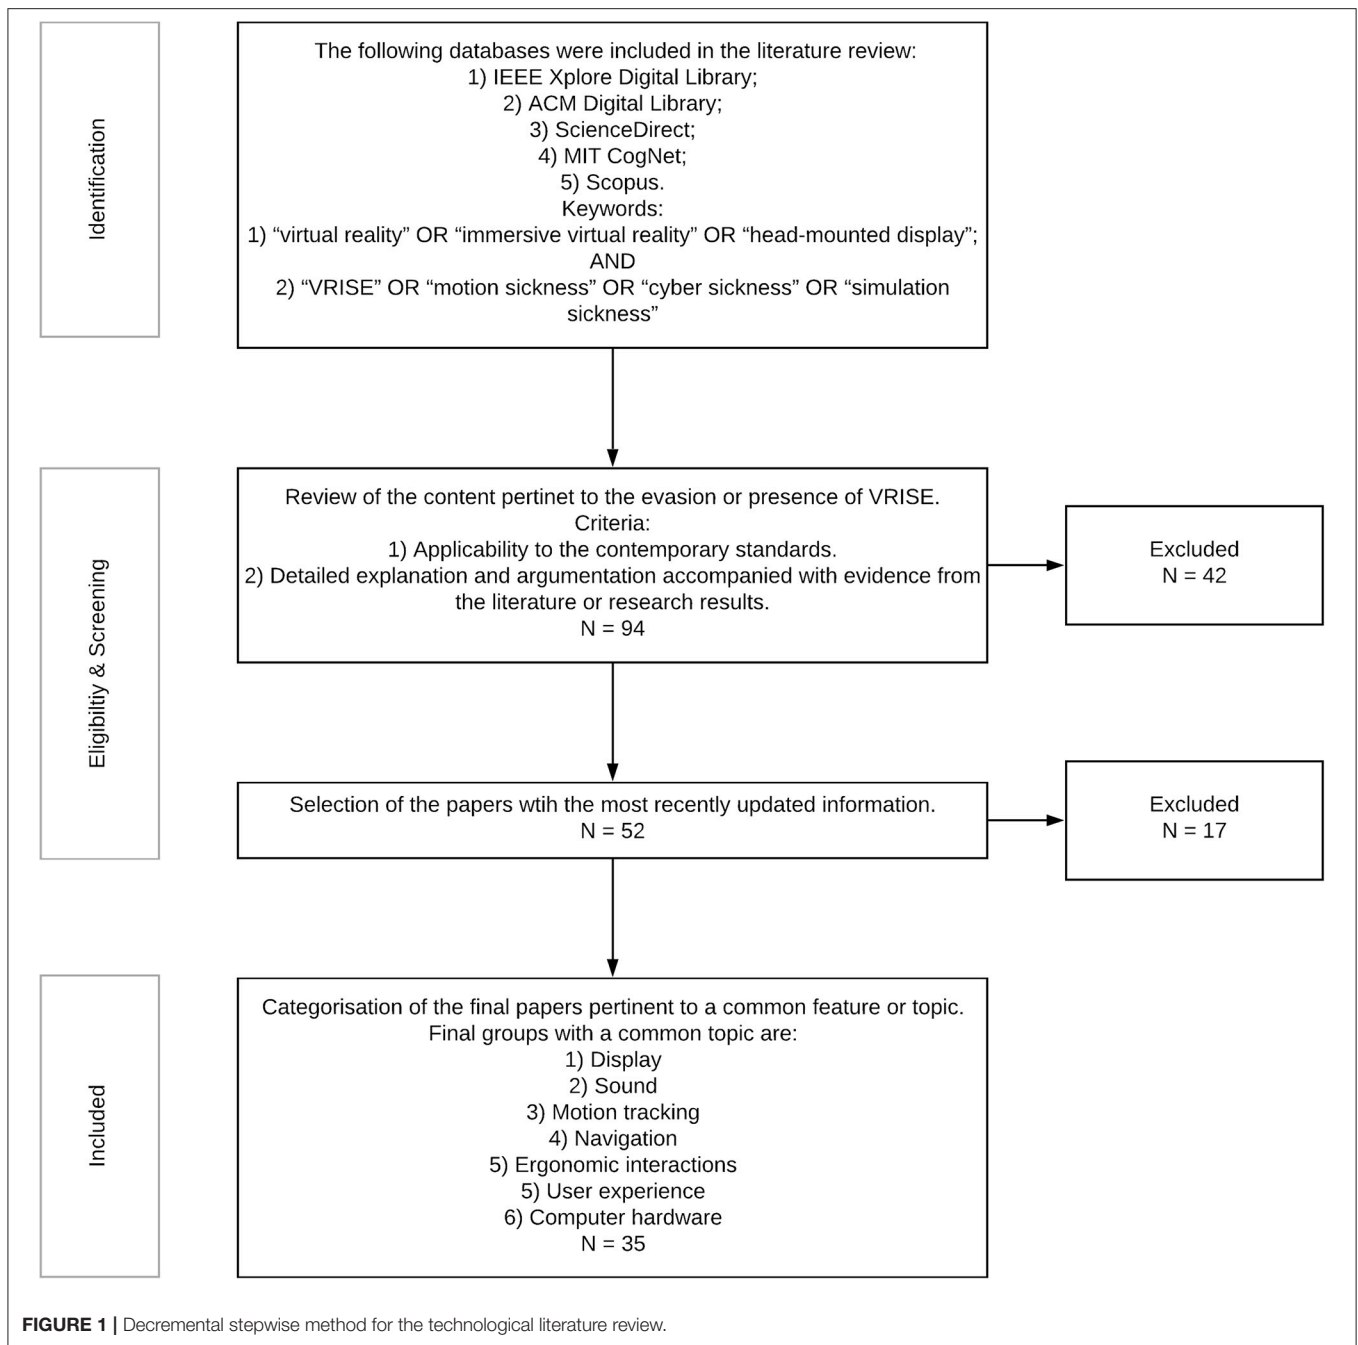 Identification
The following databases were included in the literature review:
1) IEEE Xplore Digital Library;
2) ACM Digital Library;
3) ScienceDirect;
4) MIT CogNet;
5) Scopus.
Keywords:
1) “virtual reality” OR “immersive virtual reality” OR “head-mounted display”;
AND
2) “VRISE” OR “motion sickness” OR “cyber sickness” OR “simulation
sickness”
Eligibiltiy & Screening
Review of the content pertinet to the evasion or presence of VRISE.
Criteria:
1) Applicability to the contemporary standards.
2) Detailed explanation and argumentation accompanied with evidence from
the literature or research results.
N = 94
Excluded
N = 42
Selection of the papers wtih the most recently updated information.
N = 52
Excluded
N = 17
Included
Categorisation of the final papers pertinent to a common feature or topic.
Final groups with a common topic are:
1) Display
2) Sound
3) Motion tracking
4) Navigation
5) Ergonomic interactions
5) User experience
6) Computer hardware
N = 35
FIGURE 1 | Decremental stepwise method for the technological literature review.